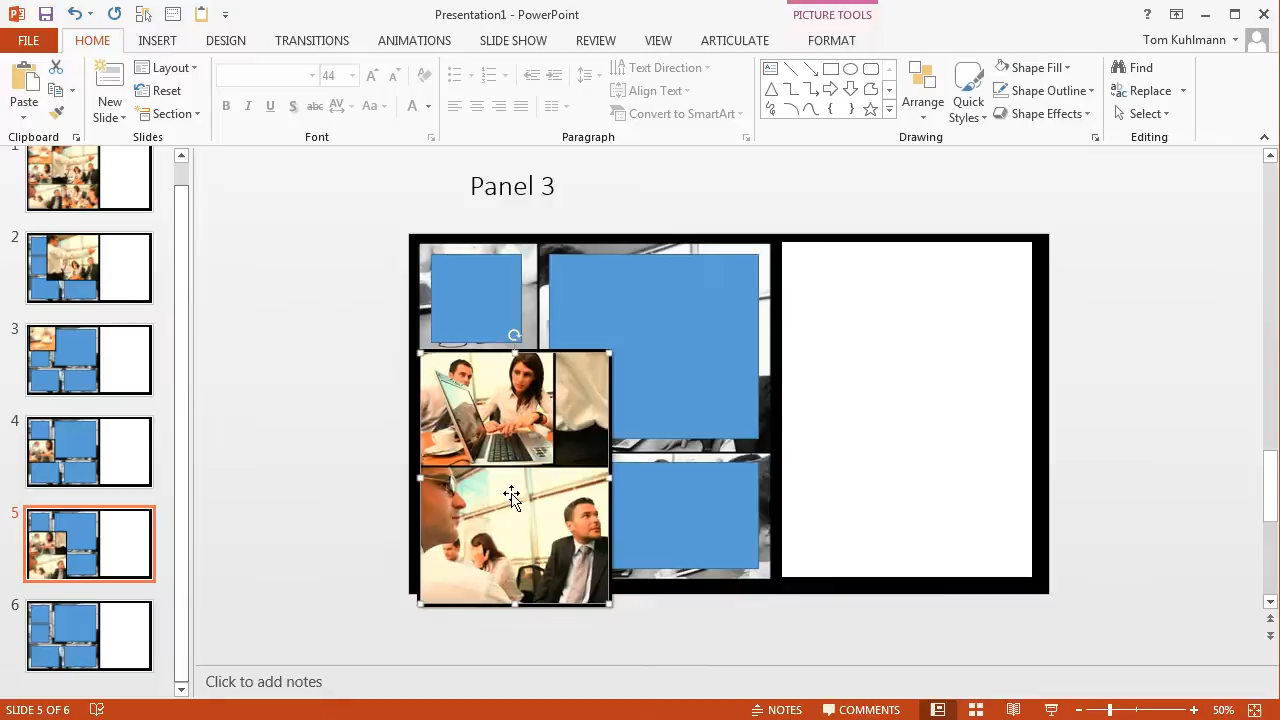 Presentation1 - PowerPoint
PICTURE TOOLS
?
FILE
HOME
INSERT
DESIGN
TRANSITIONS
ANIMATIONS
SLIDE SHOW
REVIEW
VIEW
ARTICULATE
FORMAT
Tom Kuhlmann
Paste
New
Slide
Layout
Reset
Section
44
B I U S abc AV Aa A
Text Direction
Align Text
Convert to SmartArt
Arrange
Quick
Styles
Shape Fill
Shape Outline
Shape Effects
Find
Replace
Select
Clipboard
Slides
Font
Paragraph
Drawing
Editing
1
2
3
4
5
6
Panel 3
Click to add notes
SLIDE 5 OF 6
NOTES
COMMENTS
50%